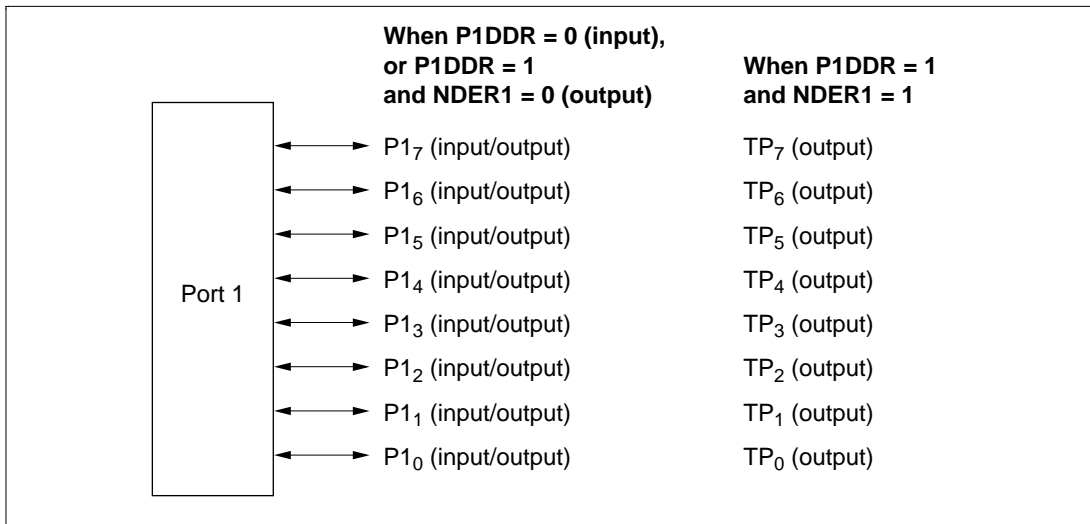 When P1DDR = 0 (input),
or P1DDR = 1
and NDER1 = 0 (output)
When P1DDR = 1
and NDER1 = 1
Port 1
P1₇ (input/output)
TP₇ (output)
P1₆ (input/output)
TP₆ (output)
P1₅ (input/output)
TP₅ (output)
P1₄ (input/output)
TP₄ (output)
P1₃ (input/output)
TP₃ (output)
P1₂ (input/output)
TP₂ (output)
P1₁ (input/output)
TP₁ (output)
P1₀ (input/output)
TP₀ (output)